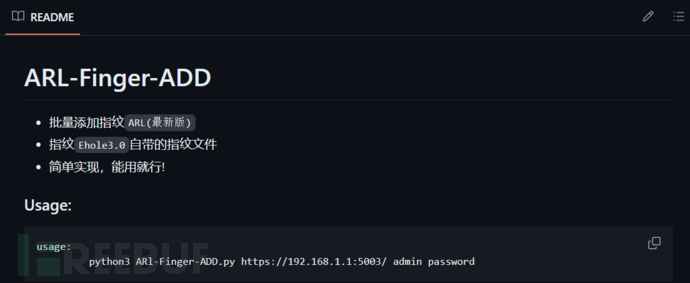 README
ARL-Finger-ADD
批量添加指纹ARL(最新版)
指纹Ehole3.0自带的指纹文件
简单实现，能用就行!
Usage:
usage:
python3 ARl-Finger-ADD.py https://192.168.1.1:5003/ admin password
FREEBUF